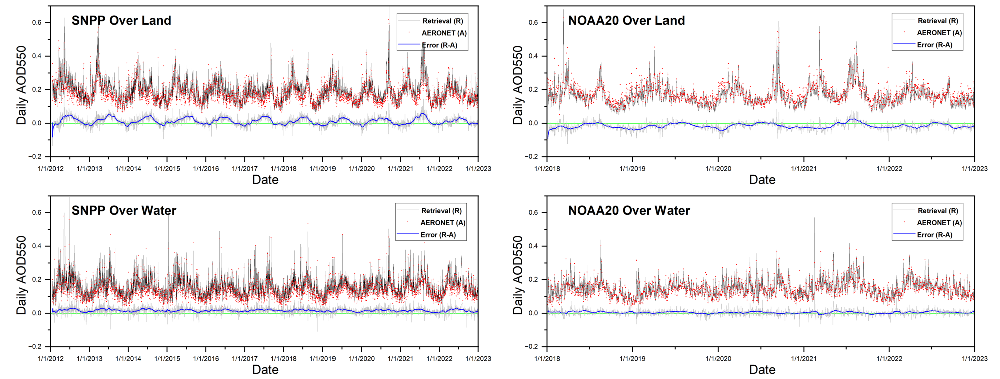 SNPP Over Land
Retrieval (R)
AERONET (A)
Error (R-A)
Daily AOD550
0.6
0.4
0.2
0.0
−0.2
1/1/2012 1/1/2013 1/1/2014 1/1/2015 1/1/2016 1/1/2017 1/1/2018 1/1/2019 1/1/2020 1/1/2021 1/1/2022 1/1/2023
Date
NOAA20 Over Land
Retrieval (R)
AERONET (A)
Error (R-A)
Daily AOD550
0.6
0.4
0.2
0.0
−0.2
1/1/2018 1/1/2019 1/1/2020 1/1/2021 1/1/2022 1/1/2023
Date
SNPP Over Water
Retrieval (R)
AERONET (A)
Error (R-A)
Daily AOD550
0.6
0.4
0.2
0.0
−0.2
1/1/2012 1/1/2013 1/1/2014 1/1/2015 1/1/2016 1/1/2017 1/1/2018 1/1/2019 1/1/2020 1/1/2021 1/1/2022 1/1/2023
Date
NOAA20 Over Water
Retrieval (R)
AERONET (A)
Error (R-A)
Daily AOD550
0.6
0.4
0.2
0.0
−0.2
1/1/2018 1/1/2019 1/1/2020 1/1/2021 1/1/2022 1/1/2023
Date